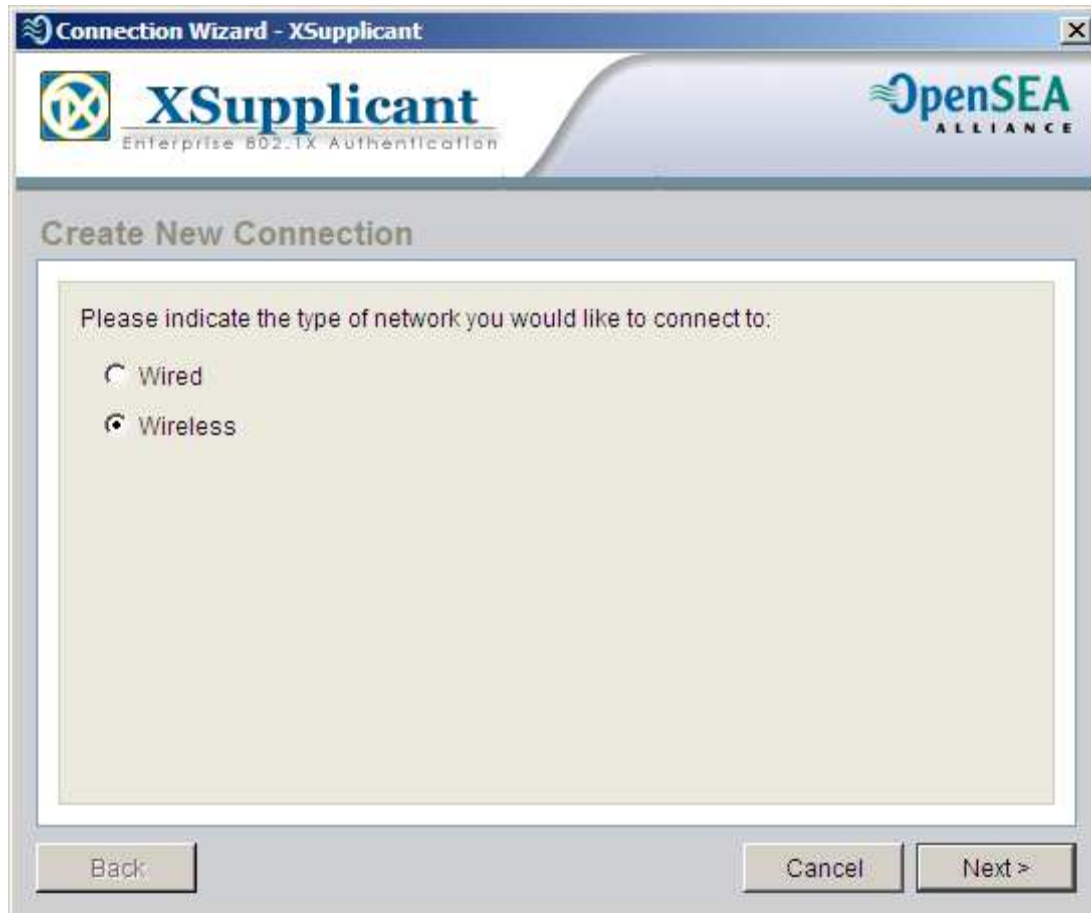 Connection Wizard - XSupplicant
1X
XSupplicant
Enterprise 802.1X Authentication
OpenSEA
ALLIANCE
Create New Connection
Please indicate the type of network you would like to connect to:
Wired
Wireless
Back
Cancel
Next >